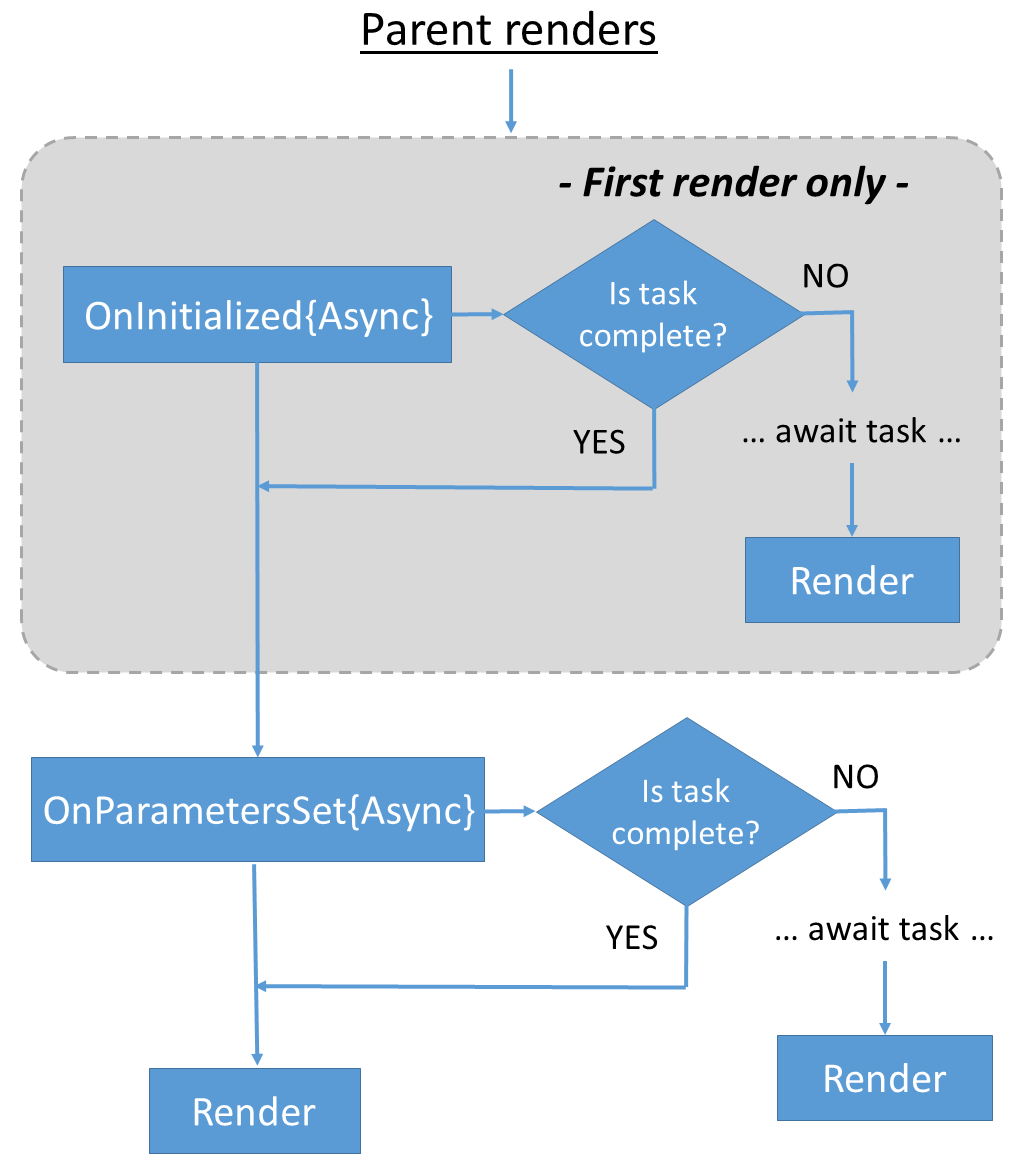 Parent renders
- First render only -
OnInitialized{Async}
Is task
complete?
NO
YES
... await task ...
Render
OnParametersSet{Async}
Is task
complete?
NO
YES
... await task ...
Render
Render